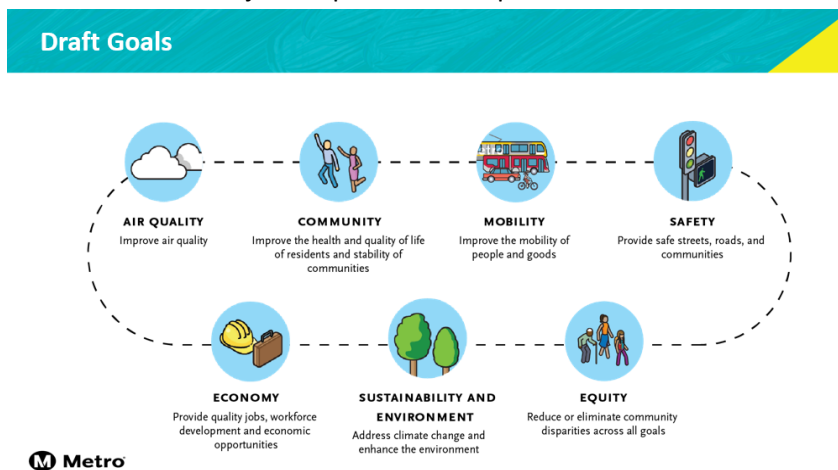 Draft Goals
AIR QUALITY
Improve air quality
COMMUNITY
Improve the health and quality of life
of residents and stability of
communities
MOBILITY
Improve the mobility of
people and goods
SAFETY
Provide safe streets, roads, and
communities
ECONOMY
Provide quality jobs, workforce
development and economic
opportunities
SUSTAINABILITY AND
ENVIRONMENT
Address climate change and
enhance the environment
EQUITY
Reduce or eliminate community
disparities across all goals
M Metro